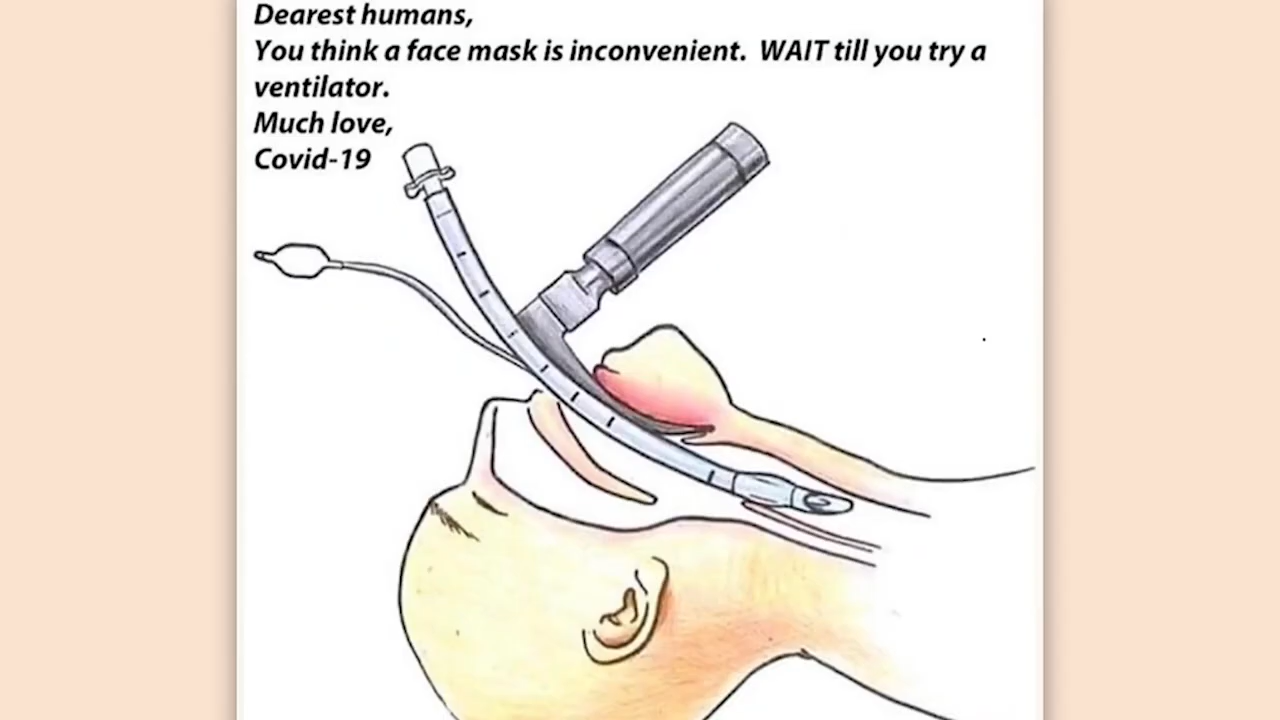 Dearest humans,
You think a face mask is inconvenient.  WAIT till you try a
ventilator.
Much love,
Covid-19